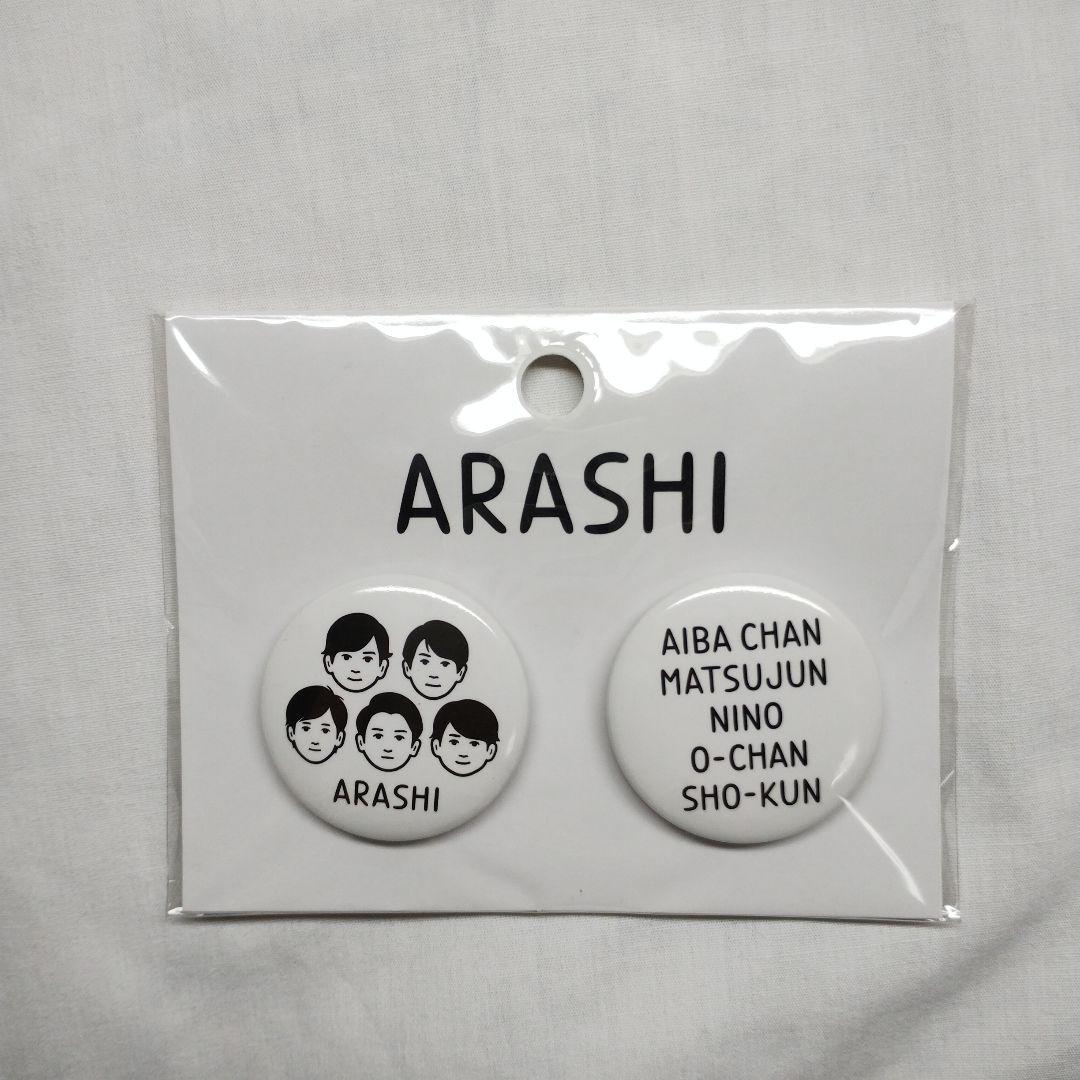 ARASHI
ARASHI
AIBA CHAN
MATSUJUN
NINO
O-CHAN
SHO-KUN